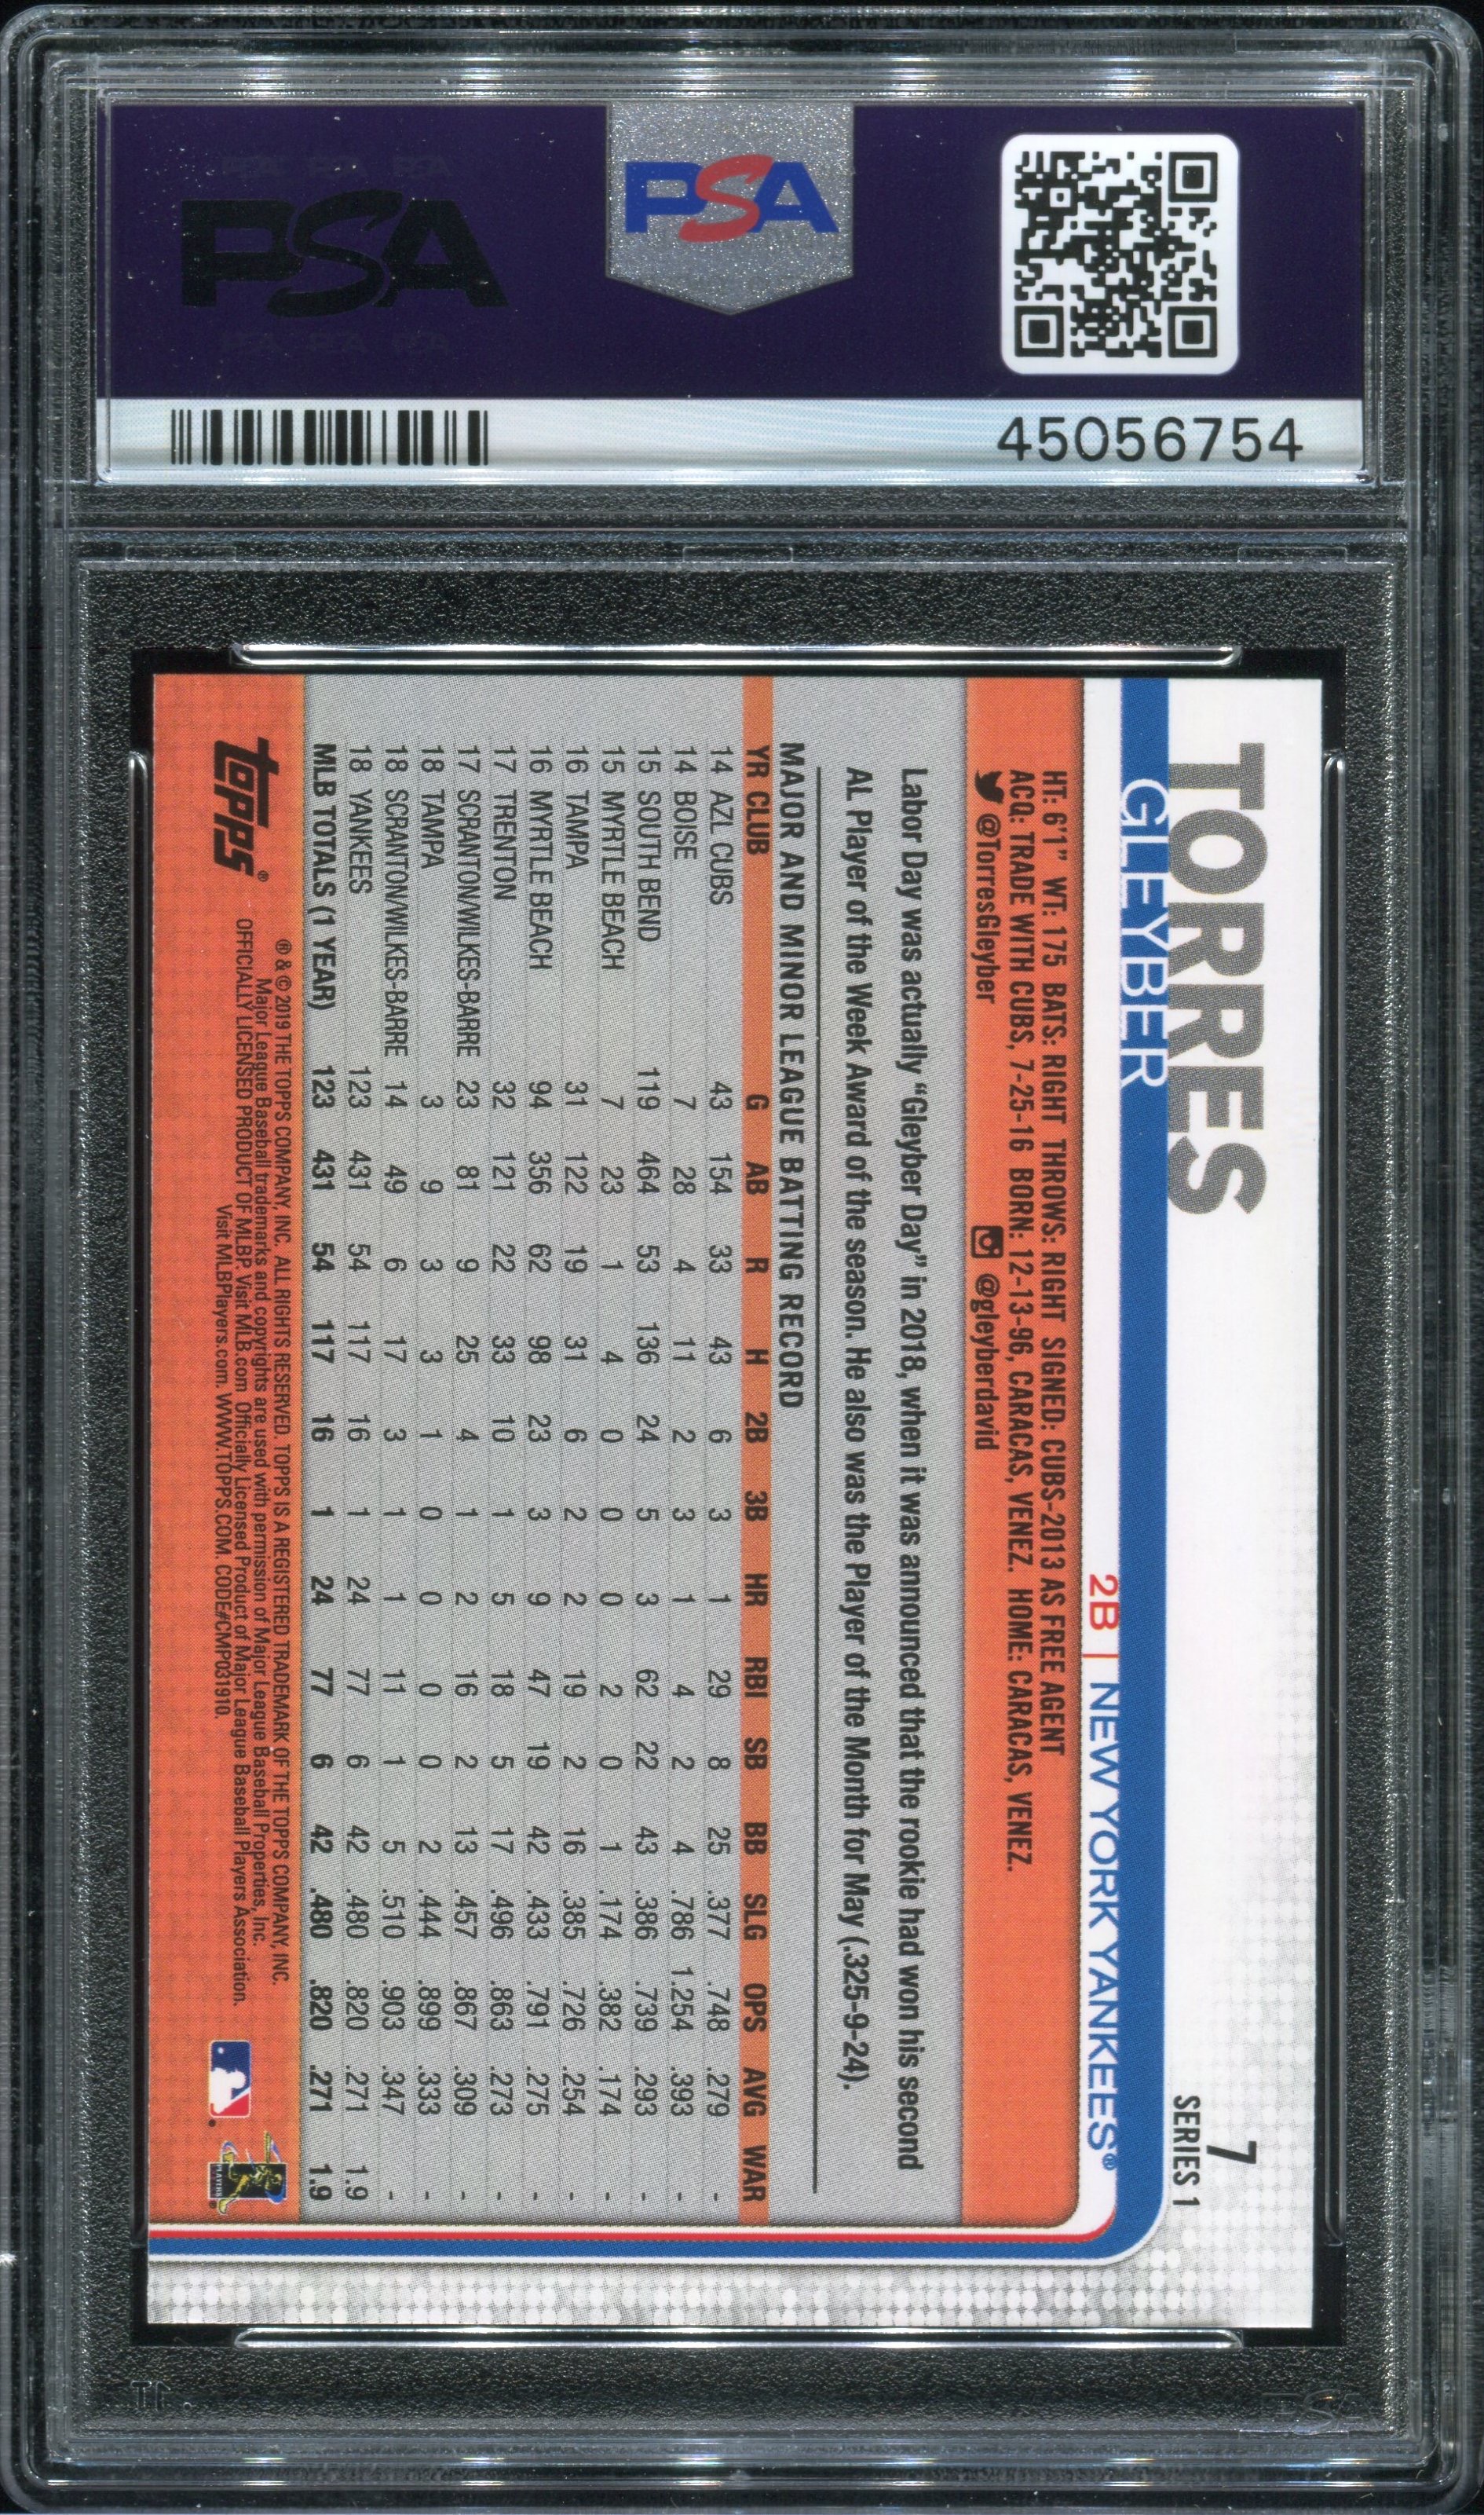 PSA
PSA
45056754
7
SERIES 1
TORRES
GLEYBER
2B | NEW YORK YANKEES®
HT: 6'1" WT: 175 BATS: RIGHT THROWS: RIGHT SIGNED: CUBS-2013 AS FREE AGENT
ACQ: TRADE WITH CUBS, 7-25-16 BORN: 12-13-96, CARACAS, VENEZ. HOME: CARACAS, VENEZ.
@TorresGleyber @gleyberdavid
Labor Day was actually “Gleyber Day” in 2018, when it was announced that the rookie had won his second
AL Player of the Week Award of the season. He also was the Player of the Month for May (.325-9-24).
MAJOR AND MINOR LEAGUE BATTING RECORD
YR CLUB G AB R H 2B 3B HR RBI SB BB SLG OPS AVG WAR
14 AZL CUBS 43 154 33 43 6 3 1 29 8 25 .377 .748 .279 -
14 BOISE 7 28 4 11 2 3 1 4 2 4 .786 1.254 .393 -
15 SOUTH BEND 119 464 53 136 24 5 3 62 22 43 .386 .739 .293 -
15 MYRTLE BEACH 7 23 1 4 0 0 0 2 0 1 .174 .382 .174 -
16 TAMPA 31 122 19 31 6 2 2 19 2 16 .385 .726 .254 -
16 MYRTLE BEACH 94 356 62 98 23 3 9 47 19 42 .433 .791 .275 -
17 TRENTON 32 121 22 33 10 1 5 18 5 17 .496 .863 .273 -
17 SCRANTON/WILKES-BARRE 23 81 9 25 4 1 2 16 2 13 .457 .867 .309 -
18 TAMPA 3 9 3 3 1 0 0 0 0 2 .444 .899 .333 -
18 SCRANTON/WILKES-BARRE 14 49 6 17 3 1 1 11 1 5 .510 .903 .347 -
18 YANKEES 123 431 54 117 16 1 24 77 6 42 .480 .820 .271 1.9
MLB TOTALS (1 YEAR) 123 431 54 117 16 1 24 77 6 42 .480 .820 .271 1.9
topps®
® & © 2019 THE TOPPS COMPANY, INC. ALL RIGHTS RESERVED. TOPPS IS A REGISTERED TRADEMARK OF THE TOPPS COMPANY, INC.
Major League Baseball trademarks and copyrights are used with permission of Major League Baseball Properties, Inc.
OFFICIALLY LICENSED PRODUCT OF MLBP. Visit MLB.com Officially Licensed Product of Major League Baseball Players Association.
Visit MLBPlayers.com. WWW.TOPPS.COM. CODE#CMP031910.